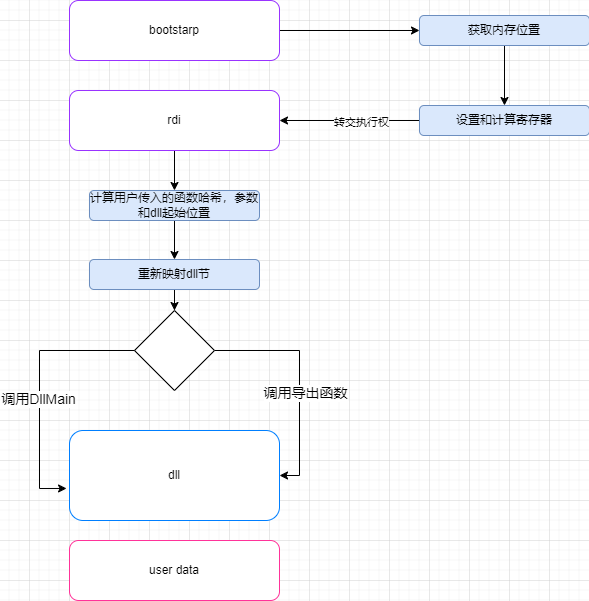 bootstarp
获取内存位置
rdi
转交执行权
设置和计算寄存器
计算用户传入的函数哈希，参数
和dll起始位置
重新映射dll节
调用DllMain
调用导出函数
dll
user data